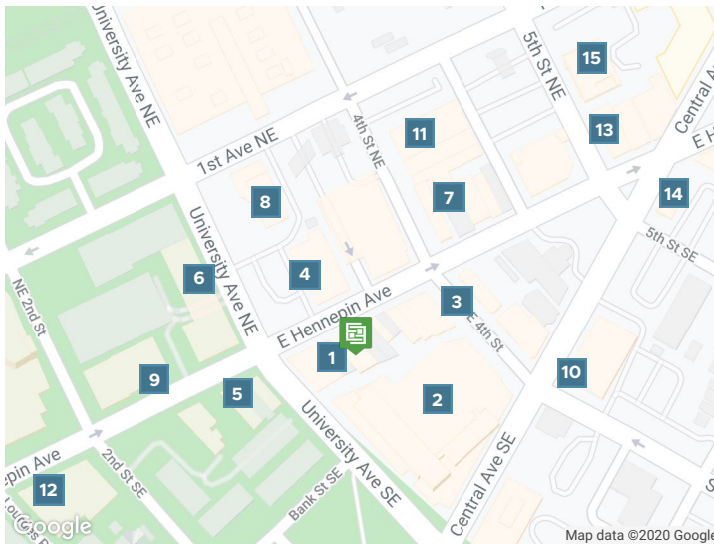 University Ave NE
5th St NE
Central Av
15
1st Ave NE
4th St NE
11
13
E H
8
7
14
University Ave NE
5th St SE
6
4
NE 2nd St
E Hennepin Ave
3
E 4th St
1
9
5
2
10
University Ave SE
epin Ave
2nd St SE
Central Ave SE
12
Bank St SE
S
Google
Map data ©2020 Google